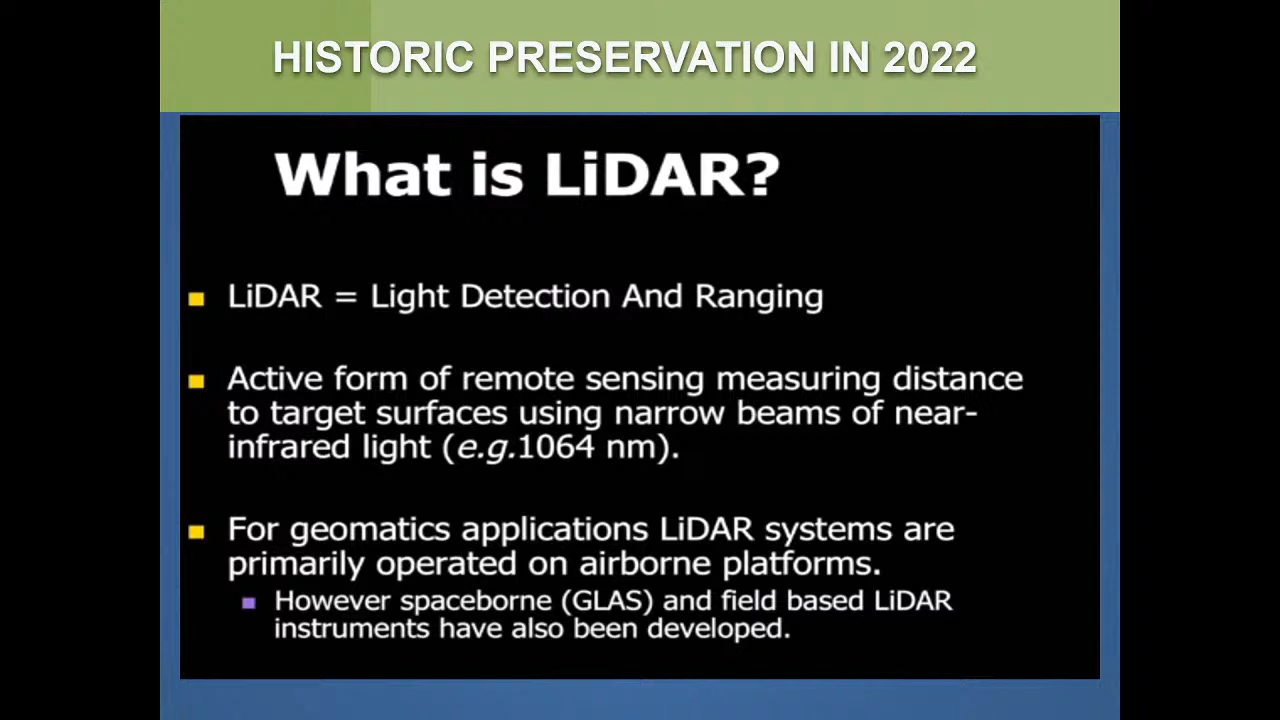 HISTORIC PRESERVATION IN 2022
What is LiDAR?
LiDAR = Light Detection And Ranging
Active form of remote sensing measuring distance
to target surfaces using narrow beams of near-
infrared light (e.g.1064 nm).
For geomatics applications LiDAR systems are
primarily operated on airborne platforms.
However spaceborne (GLAS) and field based LiDAR
instruments have also been developed.